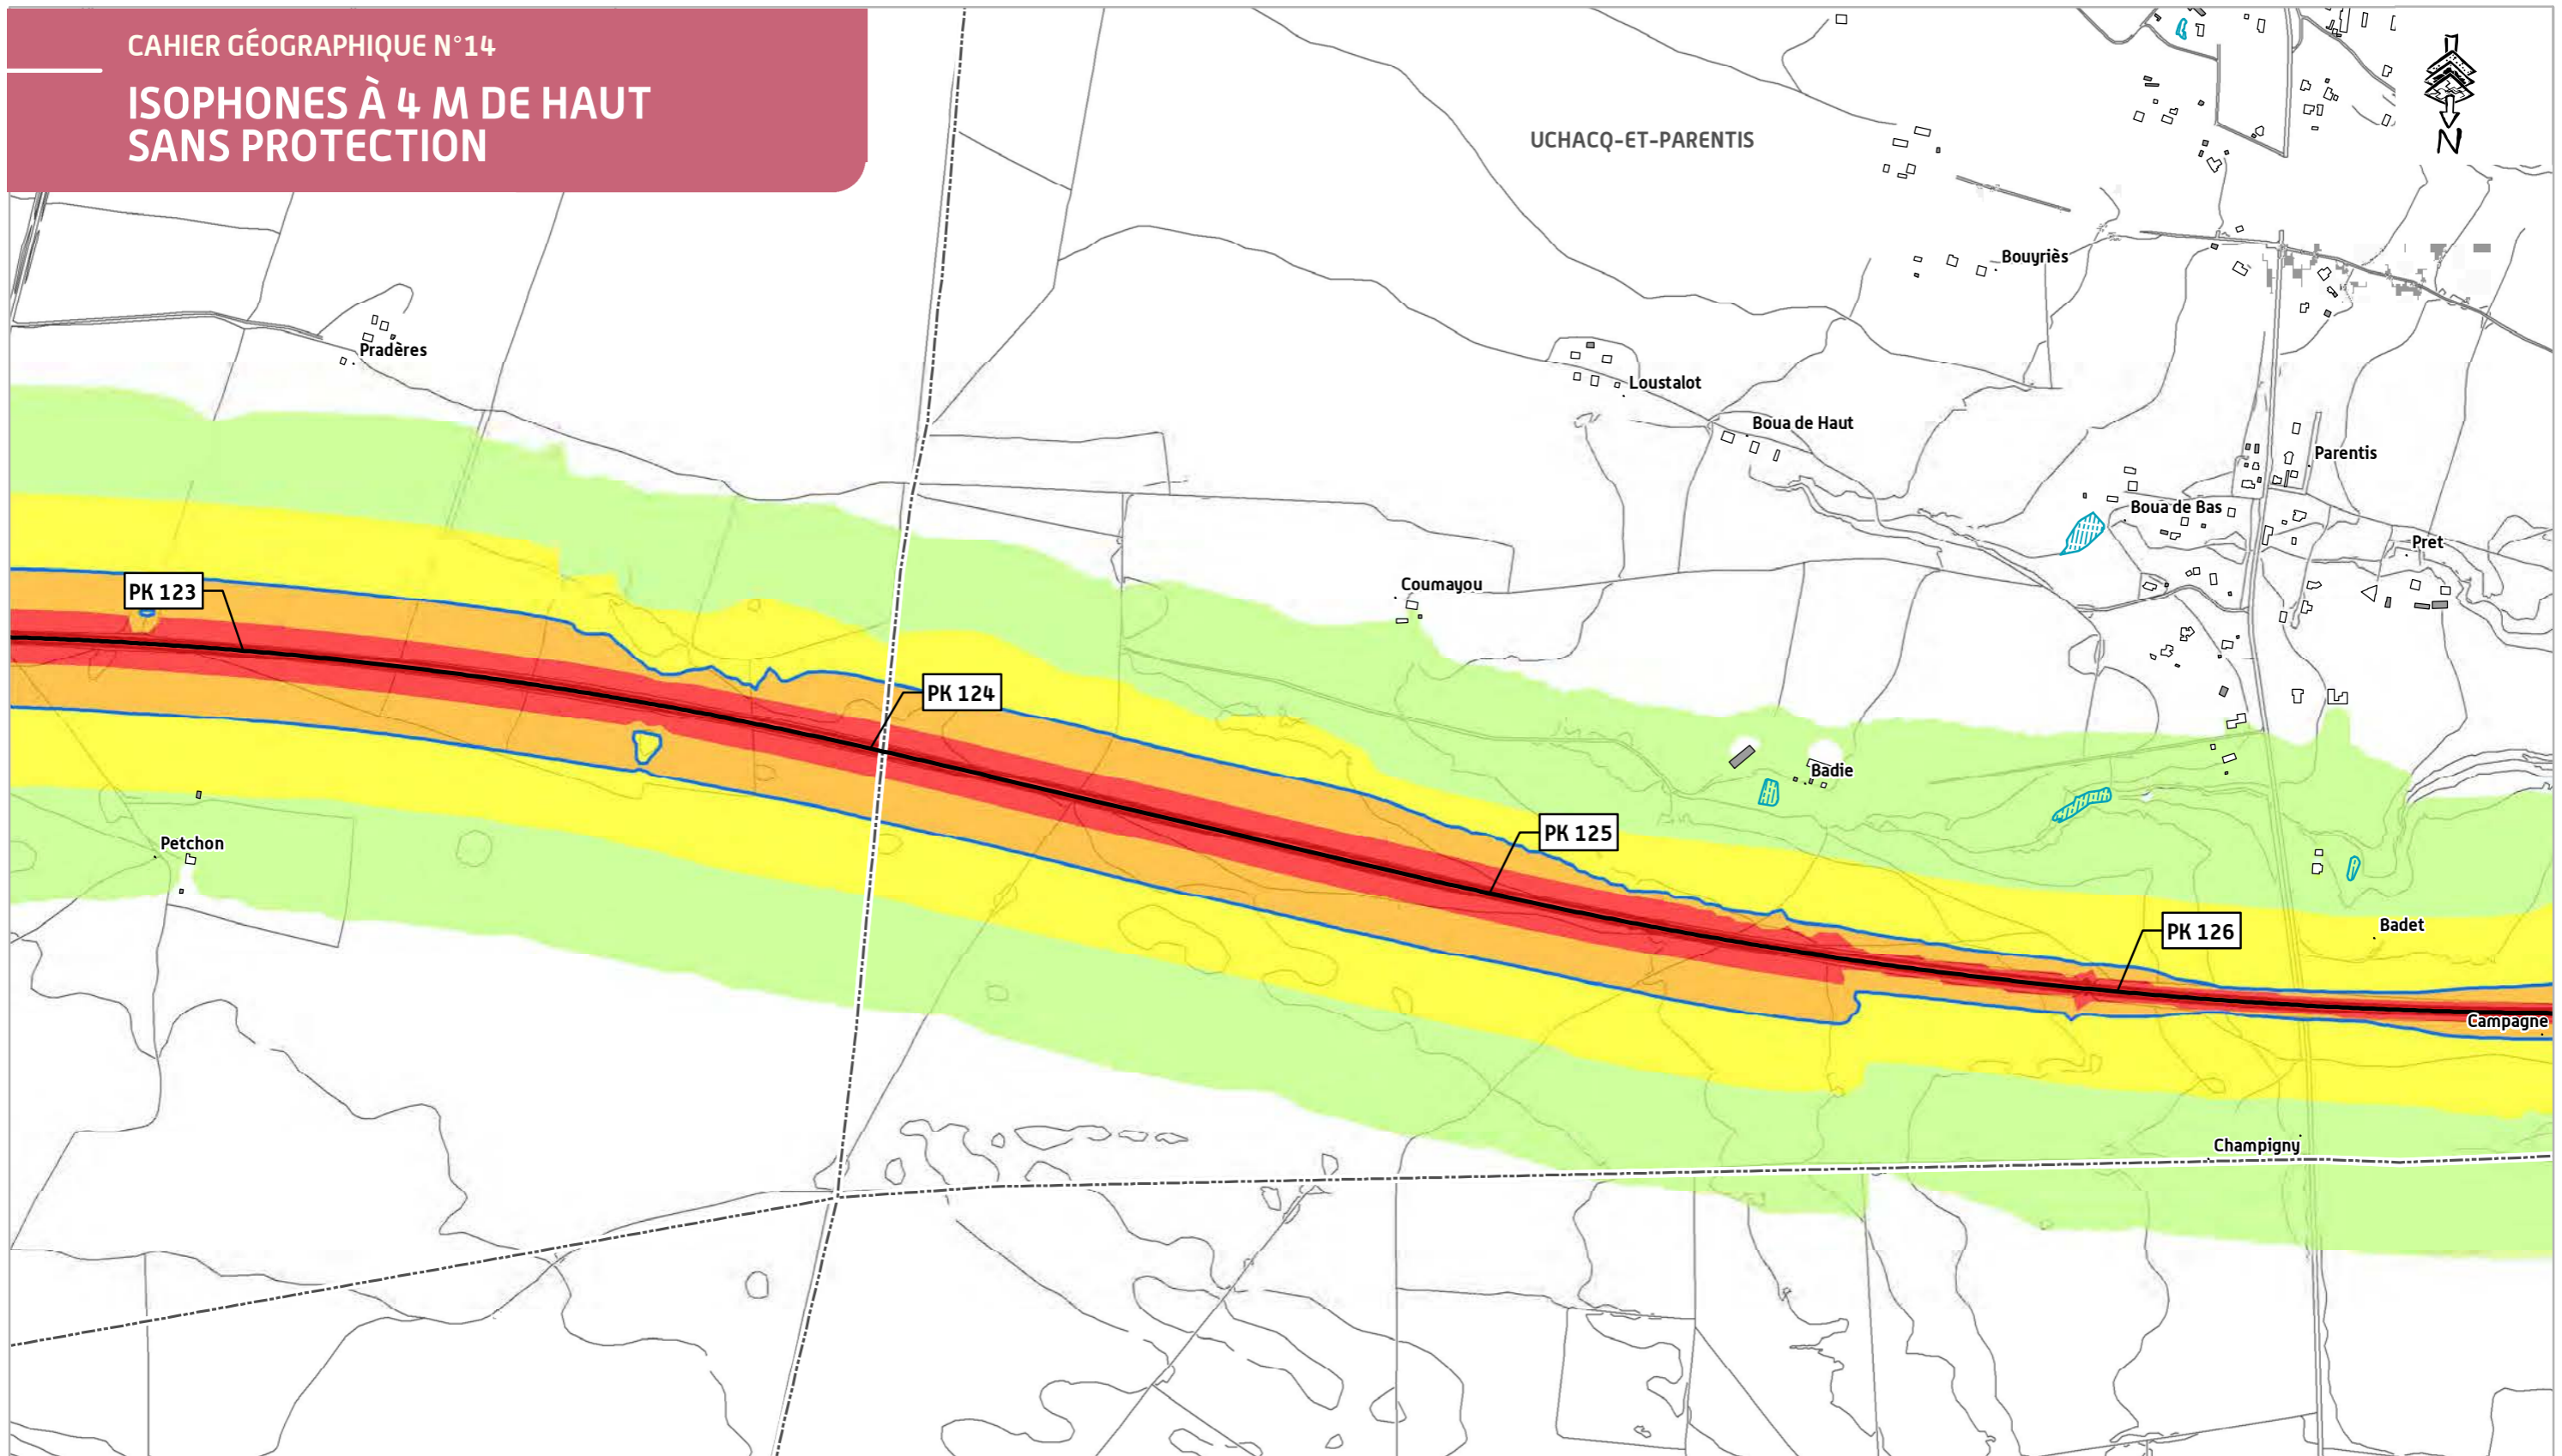 CAHIER GÉOGRAPHIQUE N°14
ISOPHONES À 4 M DE HAUT
SANS PROTECTION
N
UCHACQ-ET-PARENTIS
Bouyriès
Pradères
Loustalot
Boua de Haut
Parentis
Boua de Bas
Pret
Coumayou
PK 123
PK 124
Badie
PK 125
Petchon
Badet
PK 126
Campagne
Champigny